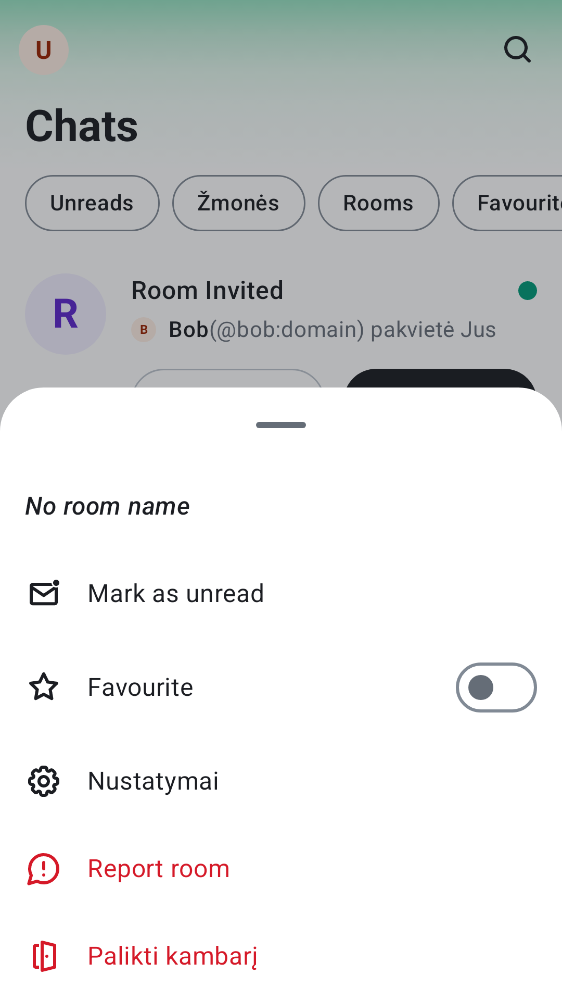 U
Chats
Unreads
Žmonės
Rooms
Favourit
R
Room Invited
B
Bob(@bob:domain) pakvietė Jus
No room name
Mark as unread
Favourite
Nustatymai
Report room
Palikti kambarį